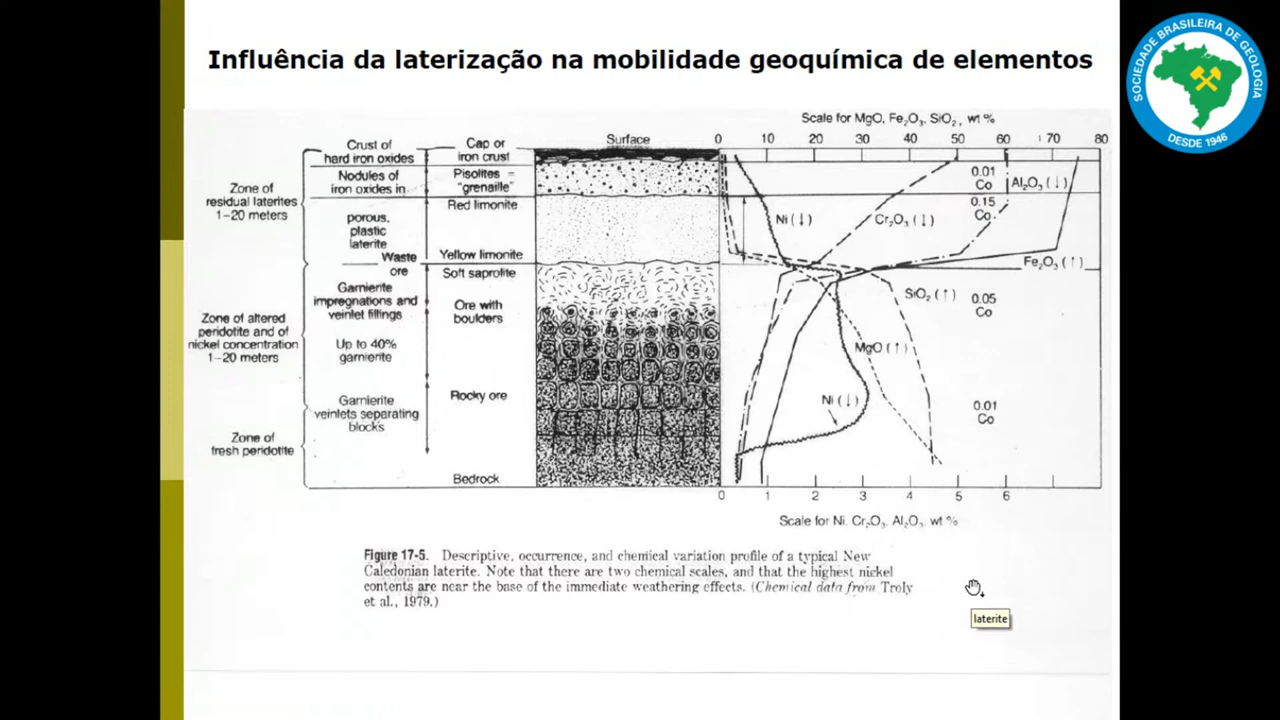 Influência da laterização na mobilidade geoquímica de elementos
SOCIEDADE BRASILEIRA DE GEOLOGIA
DESDE 1946
Scale for MgO, Fe₂O₃, SiO₂, wt %
0 10 20 30 40 50 60 70 80
Surface
Crust of
hard iron oxides
Cap or
iron crust
Nodules of
iron oxides in
Pisolites =
"grenaille"
Zone of
residual laterites
1–20 meters
porous,
plastic
laterite
Red limonite
Yellow limonite
Waste
ore
Soft saprolite
Garnierite
impregnations and
veinlet fillings
Ore with
boulders
Zone of altered
peridotite and of
nickel concentration
1–20 meters
Up to 40%
garnierite
Garnierite
veinlets separating
blocks
Rocky ore
Zone of
fresh peridotite
Bedrock
0.01
Co
Al₂O₃ (↓)
0.15
Co
Ni (↓)
Cr₂O₃ (↓)
Fe₂O₃ (↑)
SiO₂ (↑)
0.05
Co
MgO (↑)
Ni (↓)
0.01
Co
0 1 2 3 4 5 6
Scale for Ni, Cr₂O₃, Al₂O₃, wt %
Figure 17-5. Descriptive, occurrence, and chemical variation profile of a typical New
Caledonian laterite. Note that there are two chemical scales, and that the highest nickel
contents are near the base of the immediate weathering effects. (Chemical data from Troly
et al., 1979.)
laterite